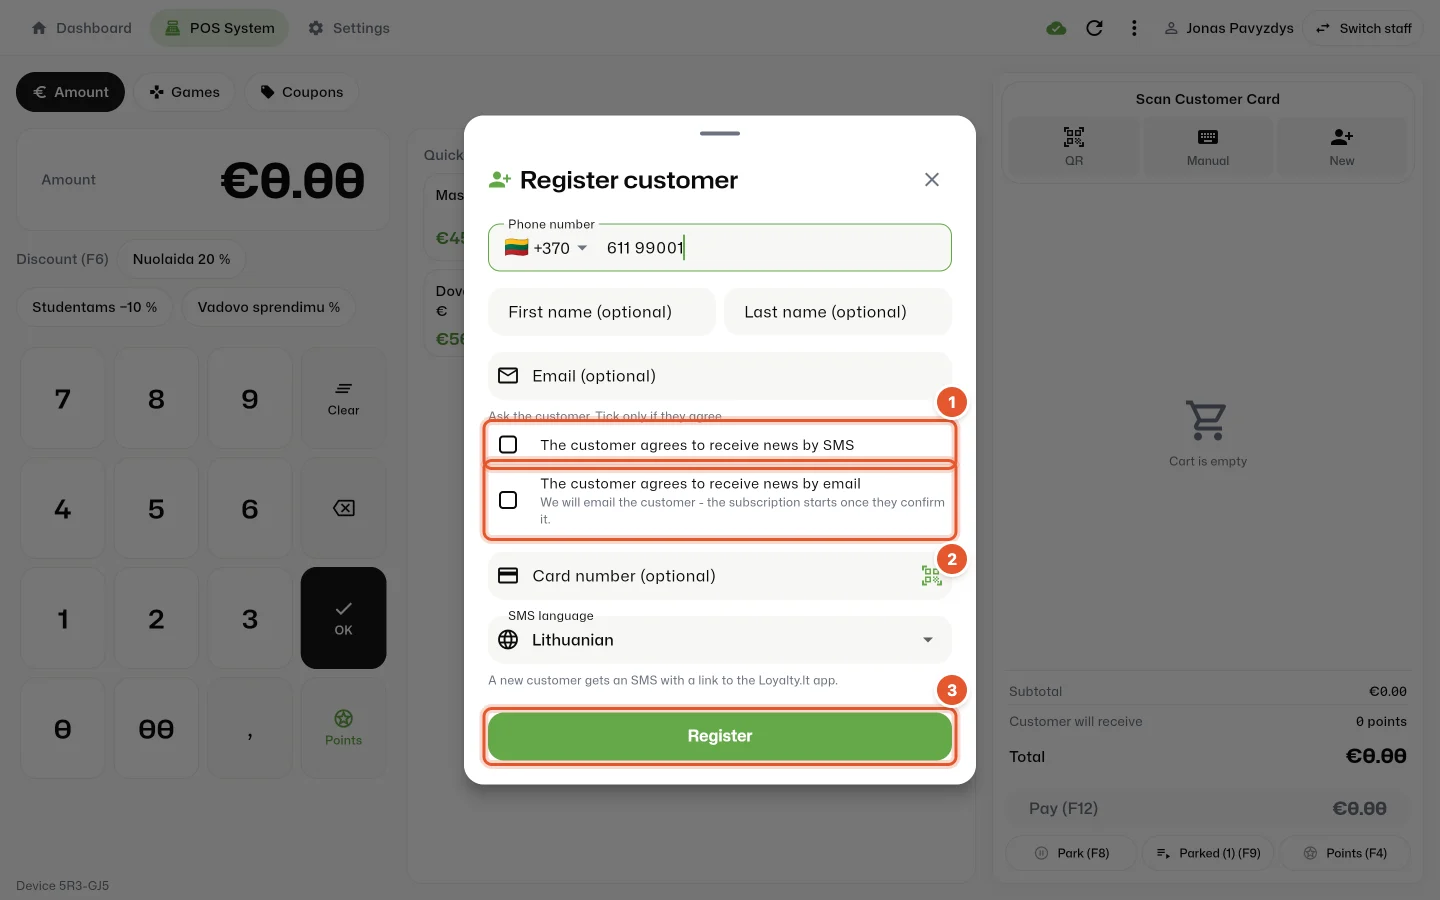 Dashboard
POS System
Settings
Jonas Pavyzdys
Switch staff
€ Amount
Games
Coupons
Scan Customer Card
QR
Manual
New
Amount
€0.00
Quick
Mas
€45
Dov
€
€50
Discount (F6)
Nuolaida 20 %
Studentams −10 %
Vadovo sprendimu %
7
8
9
Clear
4
5
6
1
2
3
OK
0
00
,
Points
Register customer
Phone number
+370
611 99001
First name (optional)
Last name (optional)
Email (optional)
Ask the customer. Tick only if they agree.
1
The customer agrees to receive news by SMS
The customer agrees to receive news by email
We will email the customer - the subscription starts once they confirm
it.
2
Card number (optional)
SMS language
Lithuanian
A new customer gets an SMS with a link to the Loyalty.lt app.
3
Register
Cart is empty
Subtotal
€0.00
Customer will receive
0 points
Total
€0.00
Pay (F12)
€0.00
Park (F8)
Parked (1) (F9)
Points (F4)
Device 5R3-GJ5